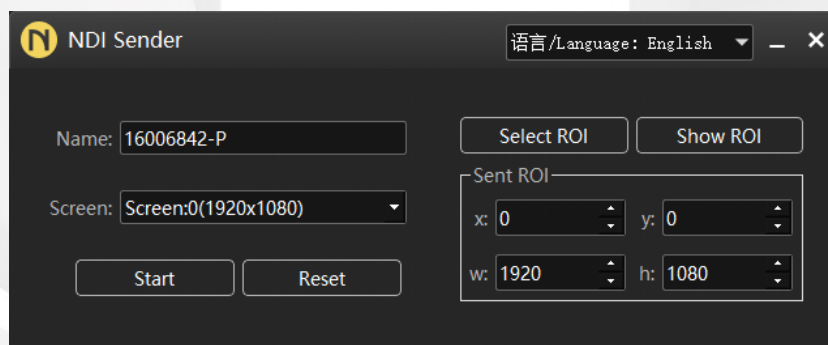 NDI Sender
语言/Language: English
Name: 16006842-P
Screen: Screen:0(1920x1080)
Start
Reset
Select ROI
Show ROI
Sent ROI
x: 0
y: 0
w: 1920
h: 1080